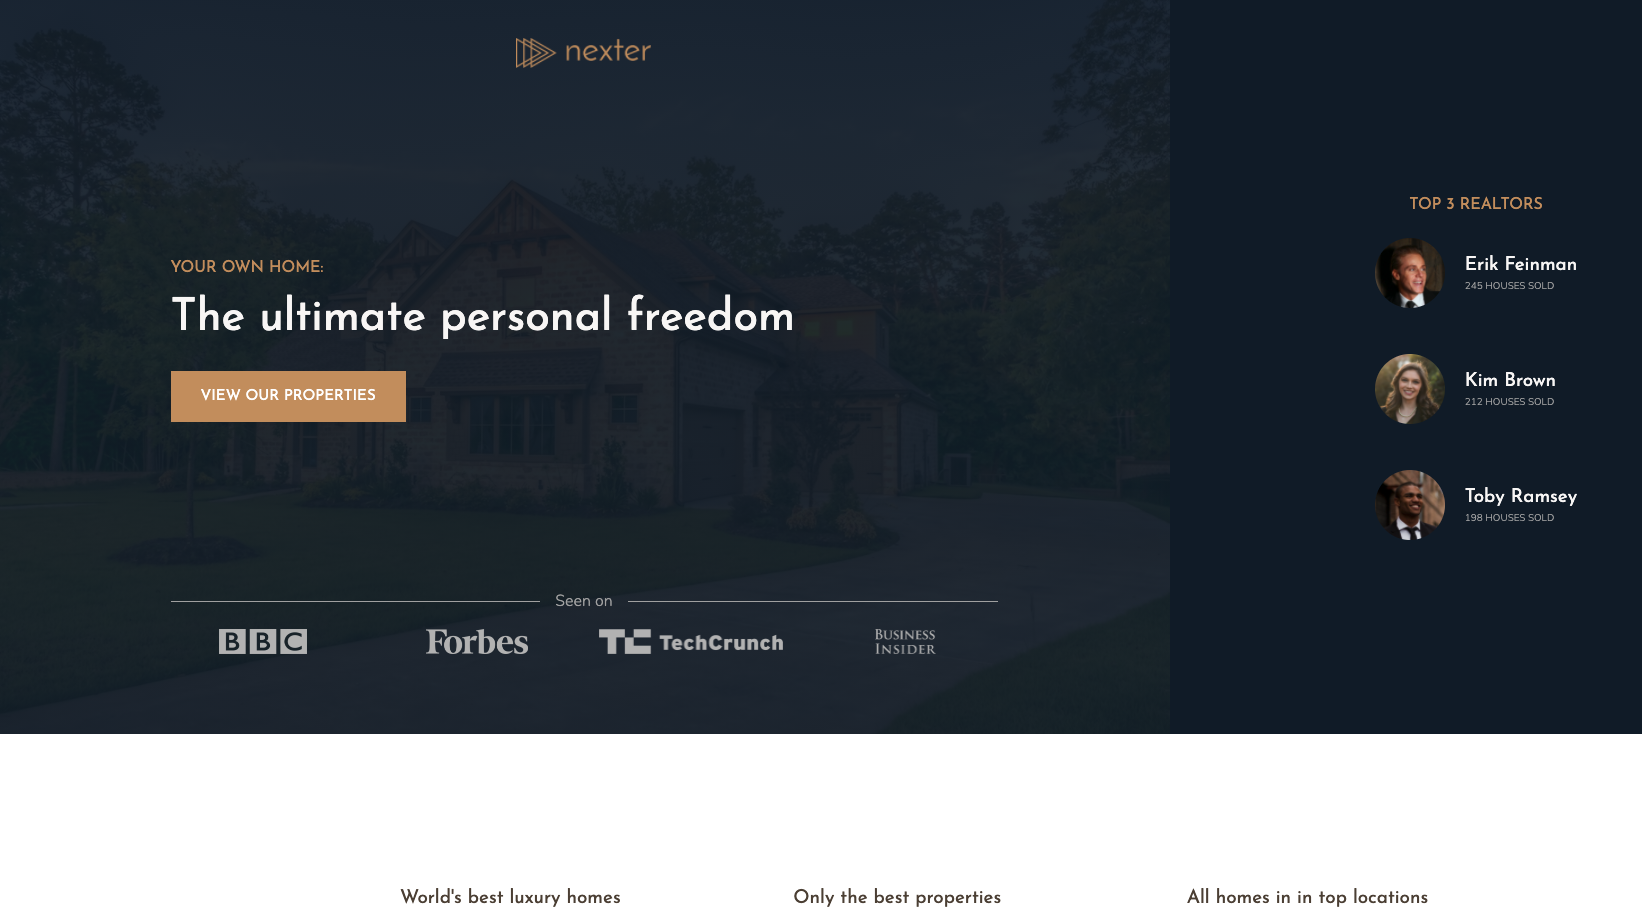 nexter
YOUR OWN HOME:
The ultimate personal freedom
VIEW OUR PROPERTIES
Seen on
BBC
Forbes
TC TechCrunch
BUSINESS
INSIDER
TOP 3 REALTORS
Erik Feinman
245 HOUSES SOLD
Kim Brown
212 HOUSES SOLD
Toby Ramsey
198 HOUSES SOLD
World's best luxury homes
Only the best properties
All homes in in top locations